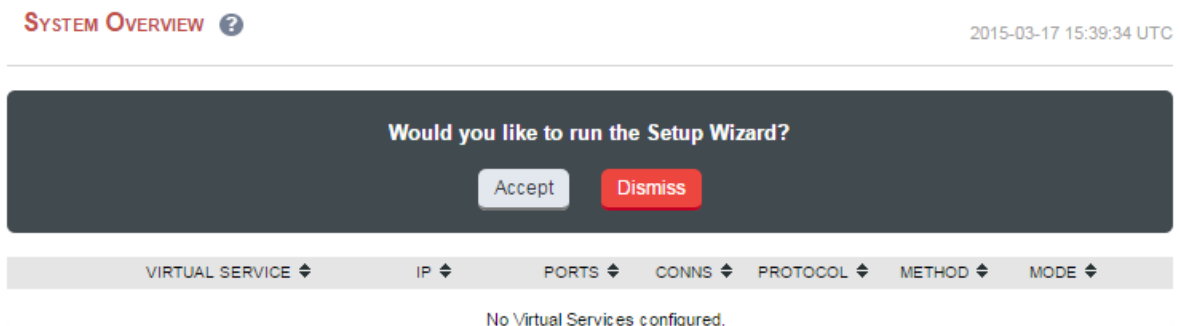 SYSTEM OVERVIEW ?
2015-03-17 15:39:34 UTC
Would you like to run the Setup Wizard?
Accept Dismiss
VIRTUAL SERVICE IP PORTS CONNS PROTOCOL METHOD MODE
No Virtual Services configured.